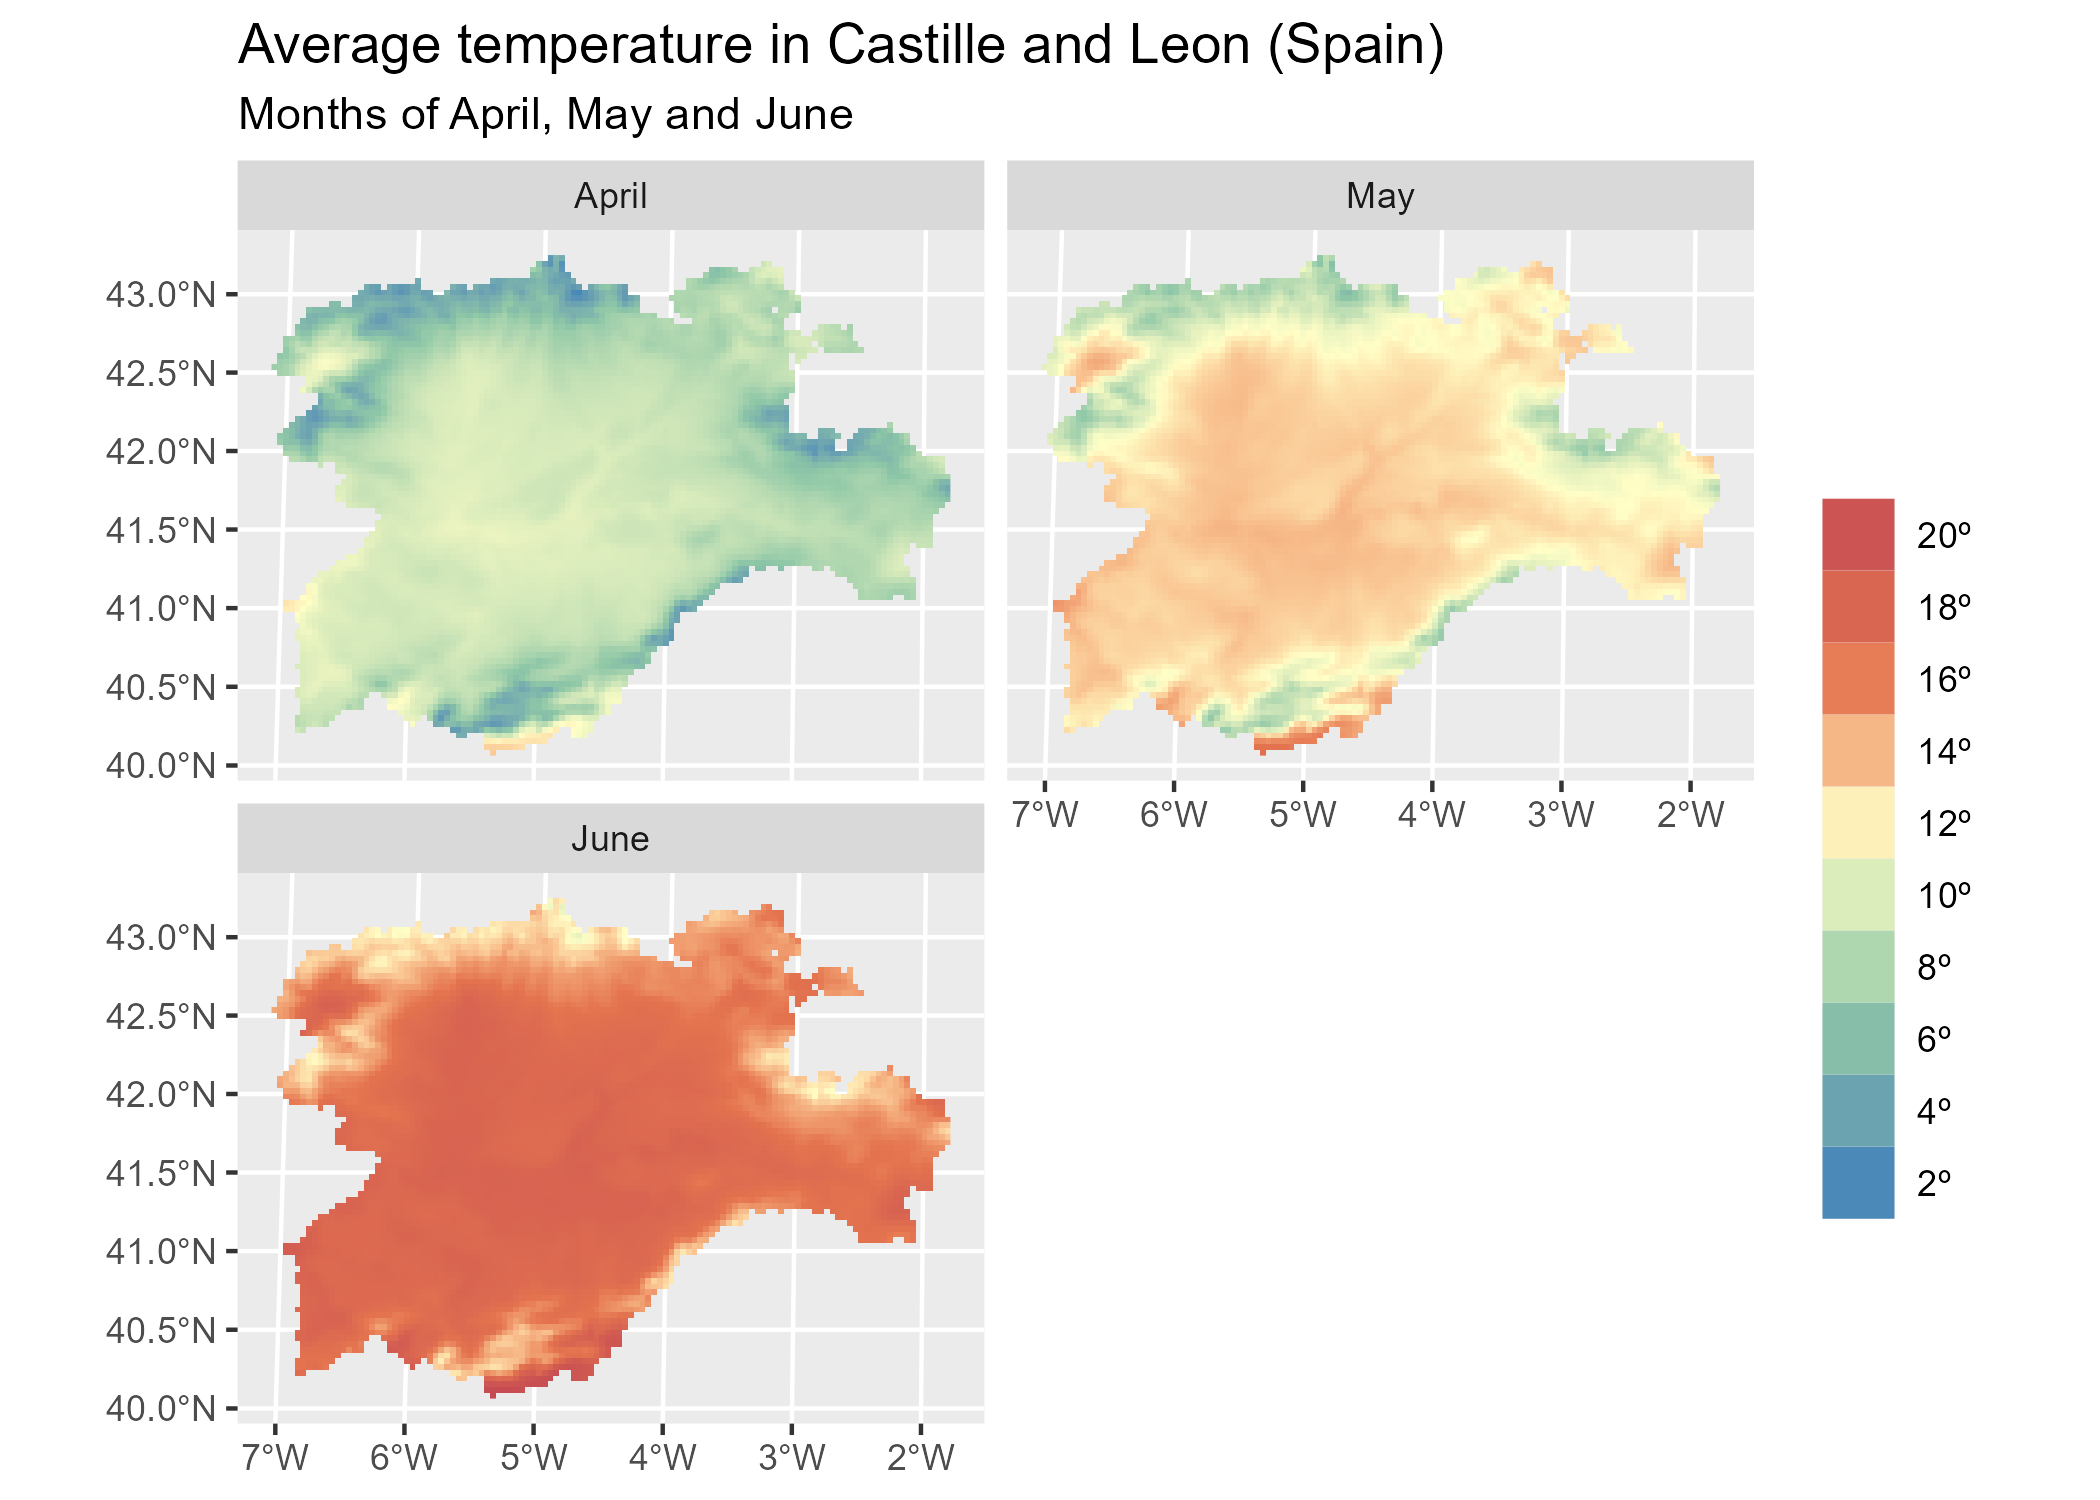 Average temperature in Castille and Leon (Spain)
Months of April, May and June
April
May
43.0°N
42.5°N
42.0°N
41.5°N
41.0°N
40.5°N
40.0°N
7°W 6°W 5°W 4°W 3°W 2°W
June
43.0°N
42.5°N
42.0°N
41.5°N
41.0°N
40.5°N
40.0°N
7°W 6°W 5°W 4°W 3°W 2°W
20º
18º
16º
14º
12º
10º
8º
6º
4º
2º